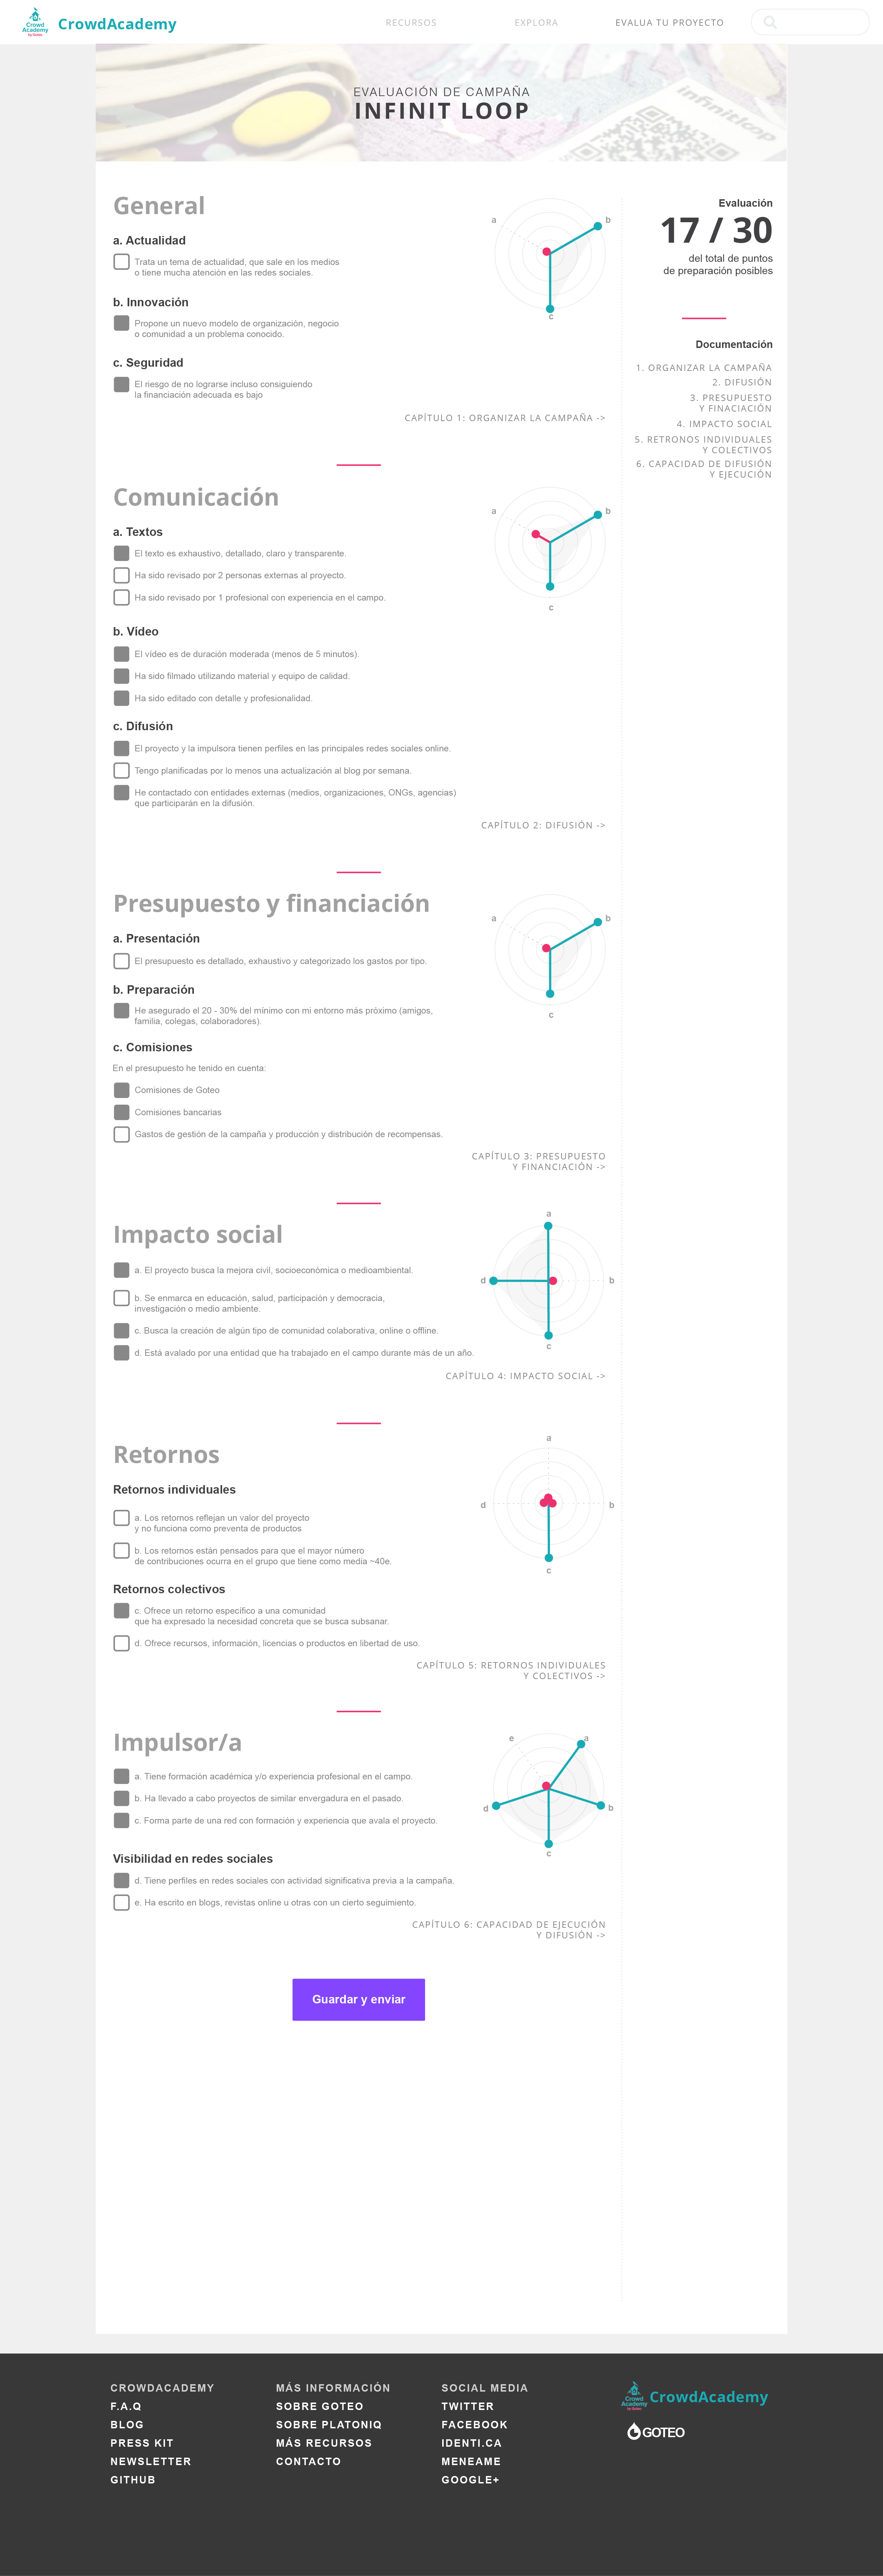 Crowd
Academy
by Goteo
CrowdAcademy
RECURSOS
EXPLORA
EVALUA TU PROYECTO
EVALUACIÓN DE CAMPAÑA
INFINIT LOOP
infinitloop
General
a. Actualidad
Trata un tema de actualidad, que sale en los medios
o tiene mucha atención en las redes sociales.
b. Innovación
Propone un nuevo modelo de organización, negocio
o comunidad a un problema conocido.
c. Seguridad
El riesgo de no lograrse incluso consiguiendo
la financiación adecuada es bajo
a
b
c
CAPÍTULO 1: ORGANIZAR LA CAMPAÑA ->
Evaluación
17 / 30
del total de puntos
de preparación posibles
Documentación
1. ORGANIZAR LA CAMPAÑA
2. DIFUSIÓN
3. PRESUPUESTO
Y FINACIACIÓN
4. IMPACTO SOCIAL
5. RETRONOS INDIVIDUALES
Y COLECTIVOS
6. CAPACIDAD DE DIFUSIÓN
Y EJECUCIÓN
Comunicación
a. Textos
El texto es exhaustivo, detallado, claro y transparente.
Ha sido revisado por 2 personas externas al proyecto.
Ha sido revisado por 1 profesional con experiencia en el campo.
b. Vídeo
El vídeo es de duración moderada (menos de 5 minutos).
Ha sido filmado utilizando material y equipo de calidad.
Ha sido editado con detalle y profesionalidad.
c. Difusión
El proyecto y la impulsora tienen perfiles en las principales redes sociales online.
Tengo planificadas por lo menos una actualización al blog por semana.
He contactado con entidades externas (medios, organizaciones, ONGs, agencias)
que participarán en la difusión.
a
b
c
CAPÍTULO 2: DIFUSIÓN ->
Presupuesto y financiación
a. Presentación
El presupuesto es detallado, exhaustivo y categorizado los gastos por tipo.
b. Preparación
He asegurado el 20 - 30% del mínimo con mi entorno más próximo (amigos,
familia, colegas, colaboradores).
c. Comisiones
En el presupuesto he tenido en cuenta:
Comisiones de Goteo
Comisiones bancarias
Gastos de gestión de la campaña y producción y distribución de recompensas.
a
b
c
CAPÍTULO 3: PRESUPUESTO
Y FINANCIACIÓN ->
Impacto social
a. El proyecto busca la mejora civil, socioeconómica o medioambiental.
b. Se enmarca en educación, salud, participación y democracia,
investigación o medio ambiente.
c. Busca la creación de algún tipo de comunidad colaborativa, online o offline.
d. Está avalado por una entidad que ha trabajado en el campo durante más de un año.
a
d
b
c
CAPÍTULO 4: IMPACTO SOCIAL ->
Retornos
Retornos individuales
a. Los retornos reflejan un valor del proyecto
y no funciona como preventa de productos
b. Los retornos están pensados para que el mayor número
de contribuciones ocurra en el grupo que tiene como media ~40e.
Retornos colectivos
c. Ofrece un retorno específico a una comunidad
que ha expresado la necesidad concreta que se busca subsanar.
d. Ofrece recursos, información, licencias o productos en libertad de uso.
a
d
b
c
CAPÍTULO 5: RETORNOS INDIVIDUALES
Y COLECTIVOS ->
Impulsor/a
a. Tiene formación académica y/o experiencia profesional en el campo.
b. Ha llevado a cabo proyectos de similar envergadura en el pasado.
c. Forma parte de una red con formación y experiencia que avala el proyecto.
Visibilidad en redes sociales
d. Tiene perfiles en redes sociales con actividad significativa previa a la campaña.
e. Ha escrito en blogs, revistas online u otras con un cierto seguimiento.
e
a
d
b
c
CAPÍTULO 6: CAPACIDAD DE EJECUCIÓN
Y DIFUSIÓN ->
Guardar y enviar
CROWDACADEMY
F.A.Q
BLOG
PRESS KIT
NEWSLETTER
GITHUB
MÁS INFORMACIÓN
SOBRE GOTEO
SOBRE PLATONIQ
MÁS RECURSOS
CONTACTO
SOCIAL MEDIA
TWITTER
FACEBOOK
IDENTI.CA
MENEAME
GOOGLE+
Crowd
Academy
by Goteo
CrowdAcademy
GOTEO